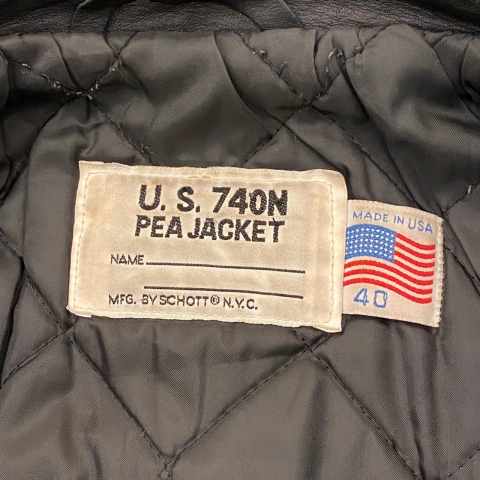 U. S. 740N
PEA JACKET
NAME
MFG. BY SCHOTT® N.Y.C.
MADE IN USA
40